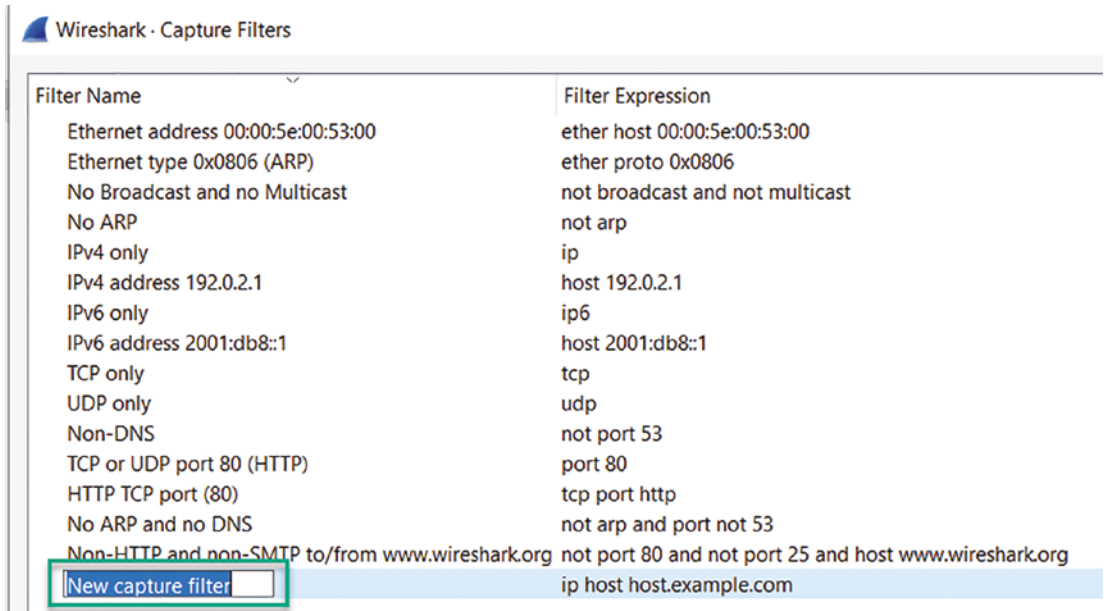 Wireshark · Capture Filters
Filter Name Filter Expression
Ethernet address 00:00:5e:00:53:00 ether host 00:00:5e:00:53:00
Ethernet type 0x0806 (ARP) ether proto 0x0806
No Broadcast and no Multicast not broadcast and not multicast
No ARP not arp
IPv4 only ip
IPv4 address 192.0.2.1 host 192.0.2.1
IPv6 only ip6
IPv6 address 2001:db8::1 host 2001:db8::1
TCP only tcp
UDP only udp
Non-DNS not port 53
TCP or UDP port 80 (HTTP) port 80
HTTP TCP port (80) tcp port http
No ARP and no DNS not arp and port not 53
Non-HTTP and non-SMTP to/from www.wireshark.org not port 80 and not port 25 and host www.wireshark.org
New capture filter ip host host.example.com